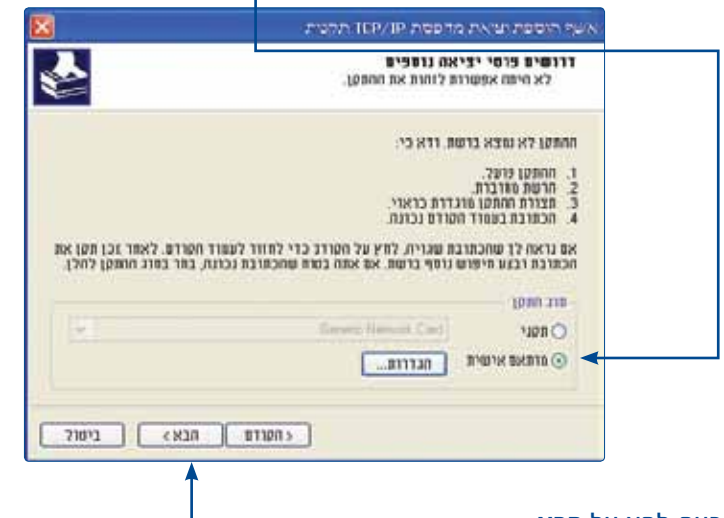 אשף הוספת יציאת מדפסת TCP/IP תקנית
דרושים פרטי יציאה נוספים
לא היתה אפשרות לזהות את ההתקן.
ההתקן לא נמצא ברשת. ודא כי:
1. ההתקן פועל.
2. הרשת מחוברת.
3. תצורת ההתקן מוגדרת כראוי.
4. הכתובת בעמוד הקודם נכונה.
אם נראה לך שהכתובת שגויה, לחץ על הקודם כדי לחזור לעמוד הקודם. לאחר מכן תקן את
הכתובת ובצע חיפוש נוסף ברשת. אם אתה בטוח שהכתובת נכונה, בחר בסוג ההתקן להלן.
סוג התקן
תקני
Generic Network Card
מותאם אישית
הגדרות...
< הקודם
הבא >
ביטול